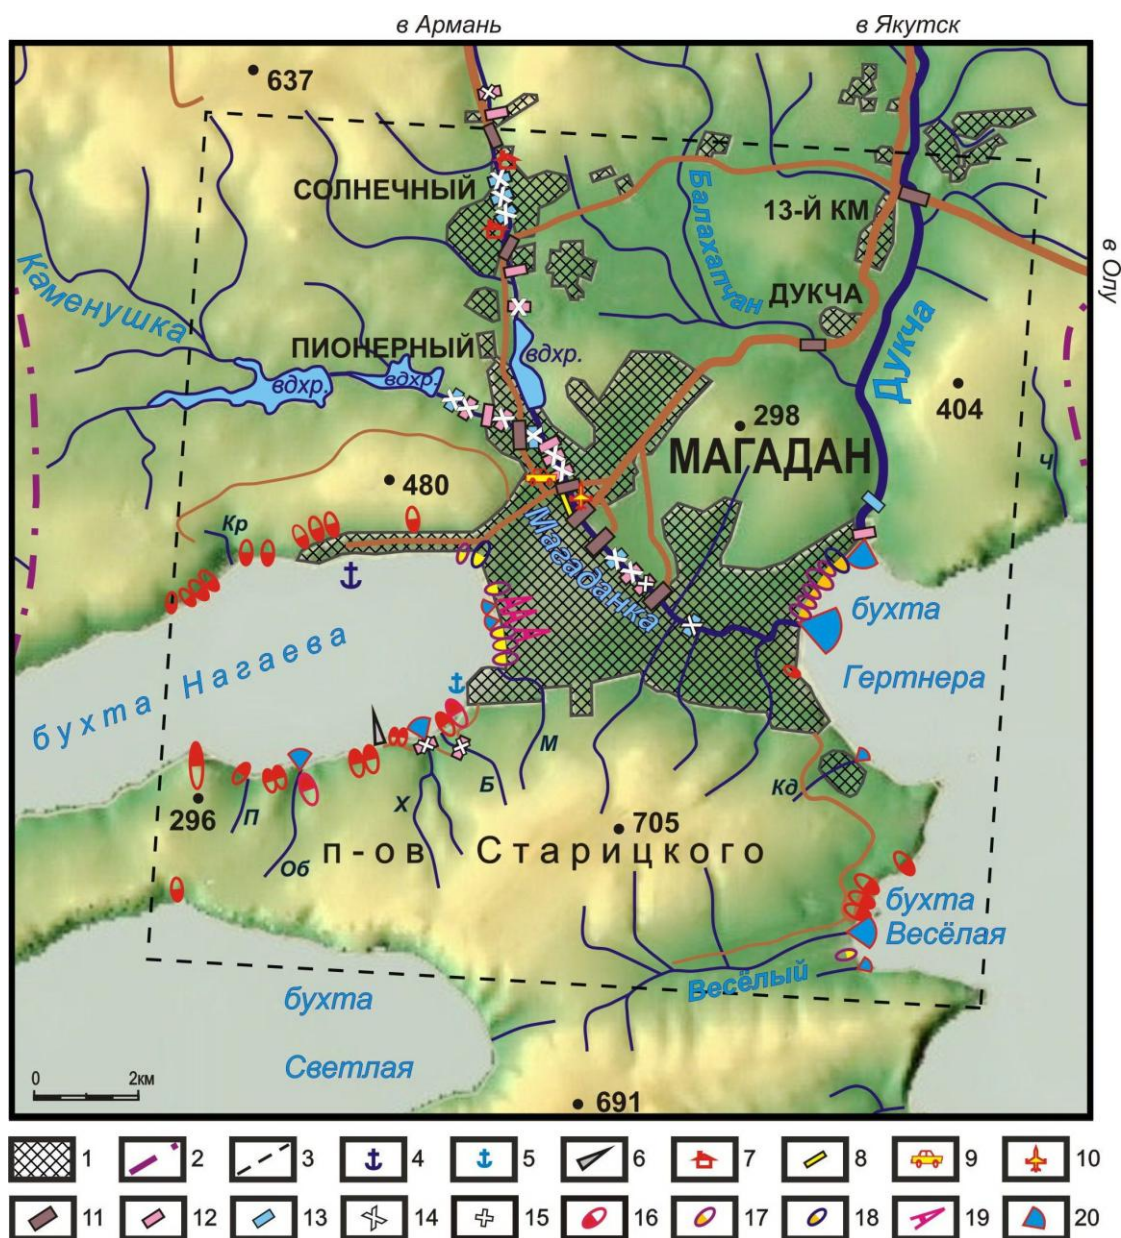 в Армань
в Якутск
637
СОЛНЕЧНЫЙ
13-Й КМ
Балахапчан
в Олу
Каменушка
ДУКЧА
Дукча
ПИОНЕРНЫЙ
вдхр.
вдхр.
вдхр.
404
298
МАГАДАН
480
Ч
Кр
Магаданка
бухта
Гертнера
бухта Нагаева
М
Б
Х
Кд
296
П
Об
705
п-ов Старицкого
бухта
Весёлая
Весёлый
бухта
Светлая
0 2км
691
1 2 3 4 5 6 7 8 9 10
11 12 13 14 15 16 17 18 19 20